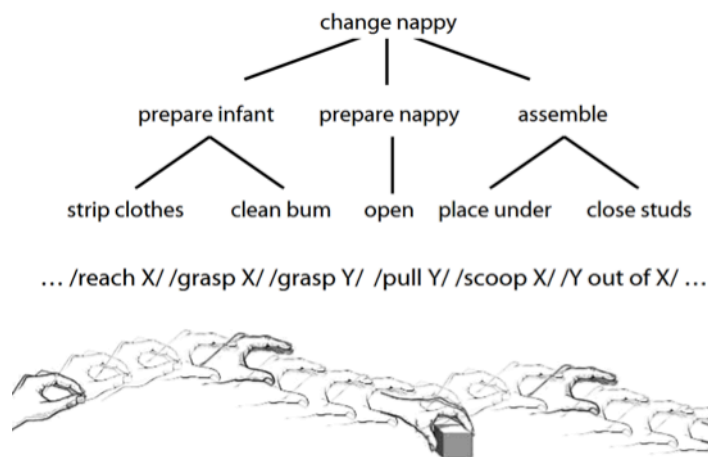 change nappy
prepare infant prepare nappy assemble
strip clothes clean bum open place under close studs
… /reach X/ /grasp X/ /grasp Y/ /pull Y/ /scoop X/ /Y out of X/ …